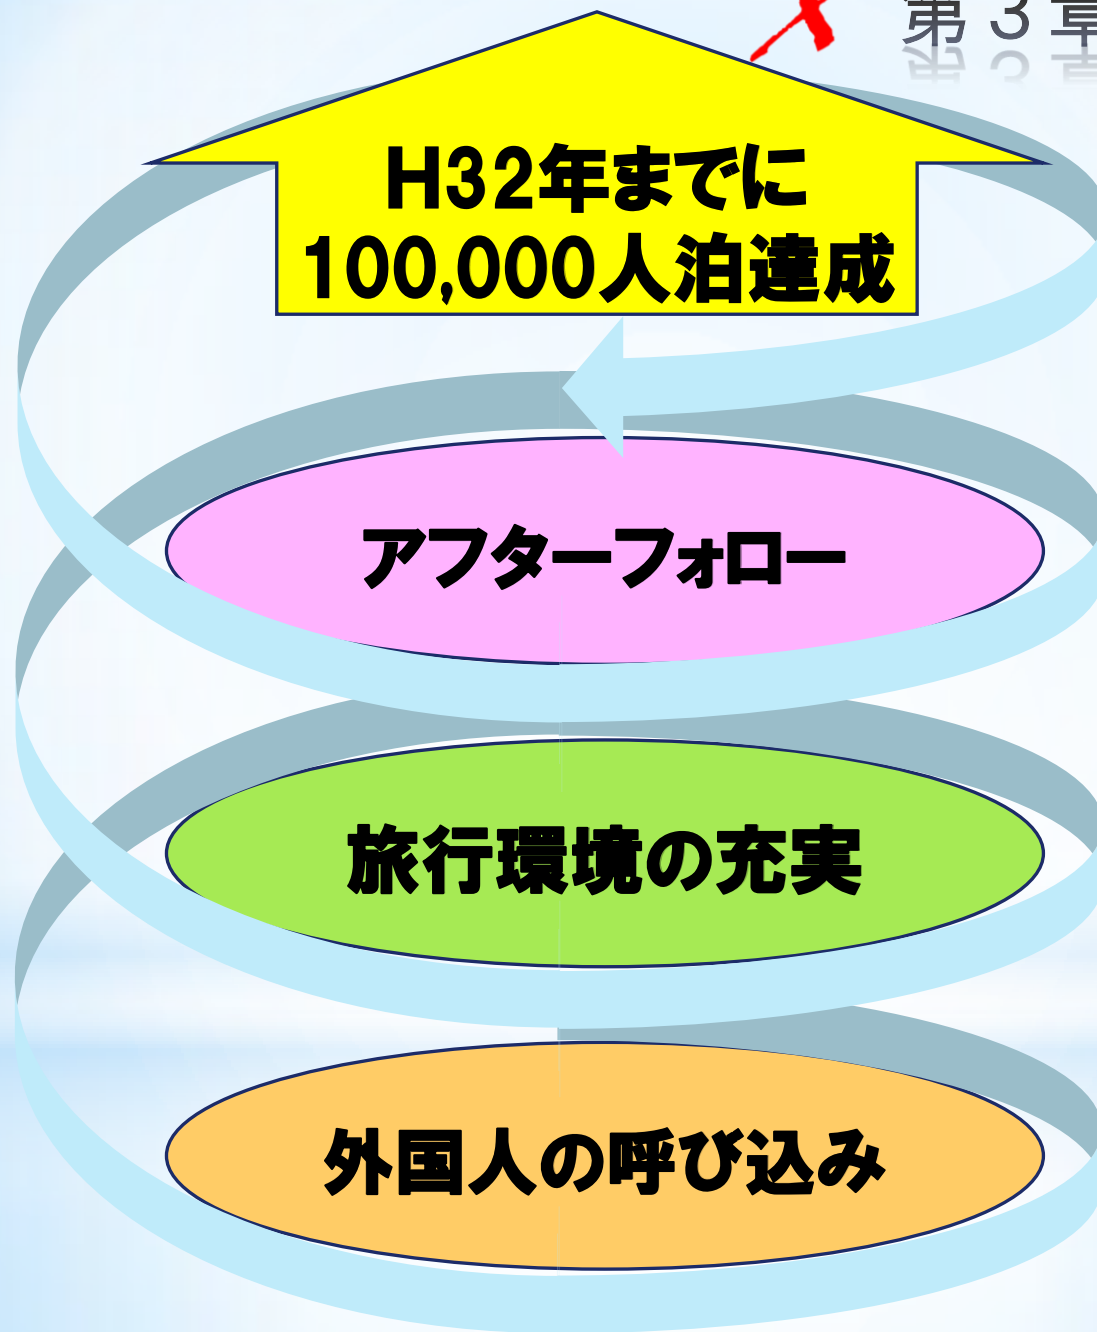 第３章
H32年までに
100,000人泊達成
アフターフォロー
旅行環境の充実
外国人の呼び込み